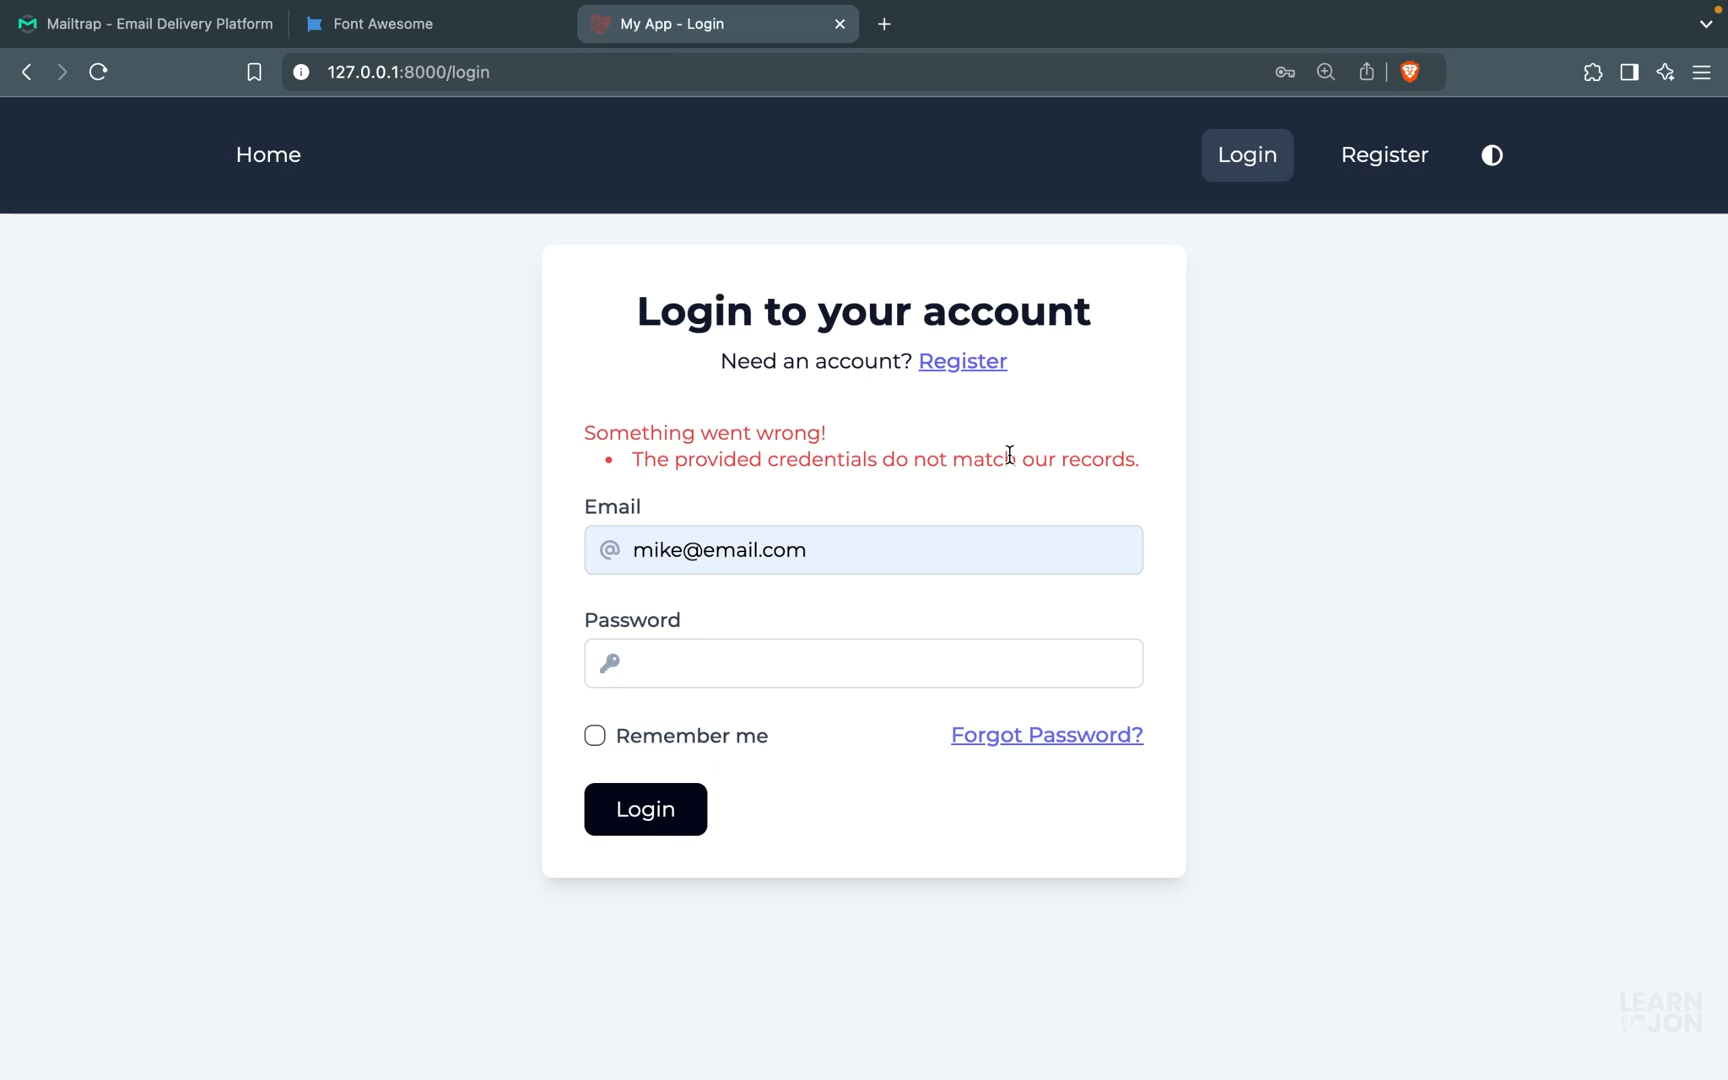 Mailtrap - Email Delivery Platform
Font Awesome
My App - Login
127.0.0.1:8000/login
Home
Login
Register
Login to your account
Need an account? Register
Something went wrong!
• The provided credentials do not match our records.
Email
@ mike@email.com
Password
Remember me
Forgot Password?
Login
LEARN
JON